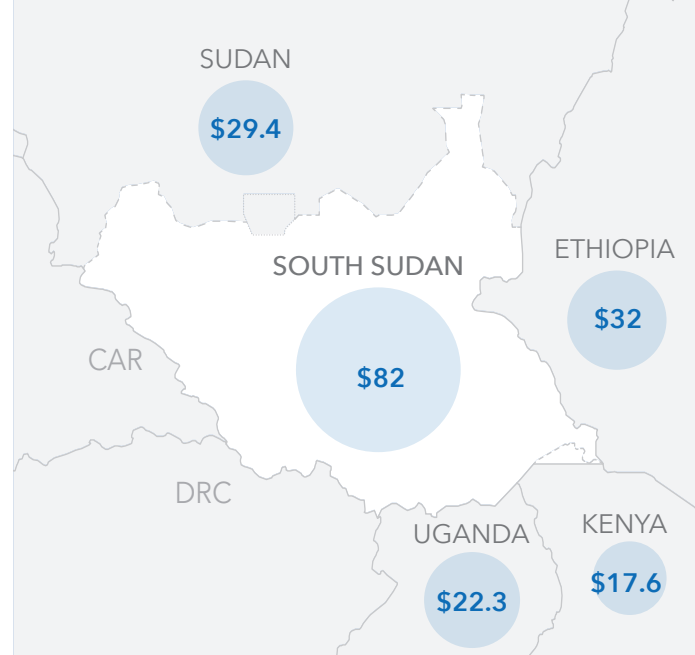 SUDAN
$29.4
ETHIOPIA
SOUTH SUDAN
$32
CAR
$82
DRC
KENYA
UGANDA
$17.6
$22.3